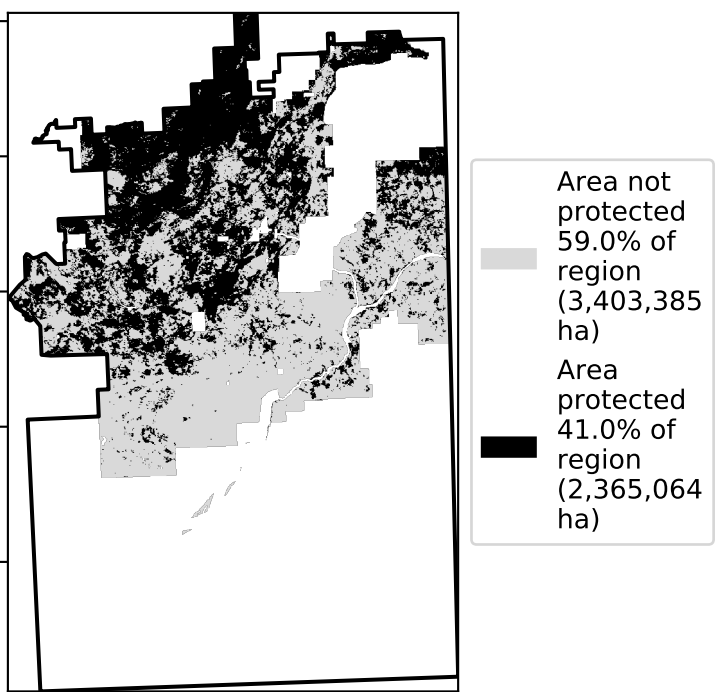 Area not
protected
59.0% of
region
(3,403,385
ha)
Area
protected
41.0% of
region
(2,365,064
ha)